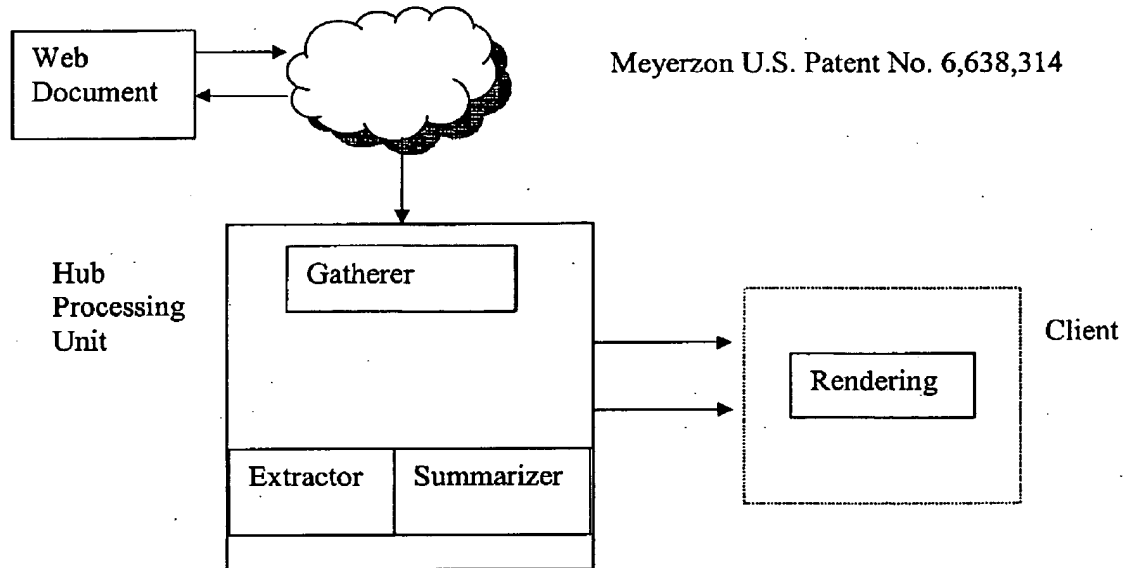 Web
Document
Meyerzon U.S. Patent No. 6,638,314
Hub
Processing
Unit
Gatherer
Client
Rendering
Extractor
Summarizer